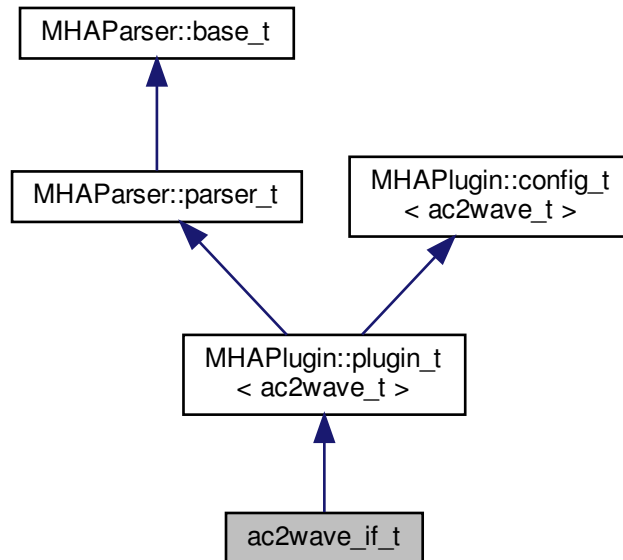 MHAParser::base_t
MHAParser::parser_t
MHAPlugin::config_t
< ac2wave_t >
MHAPlugin::plugin_t
< ac2wave_t >
ac2wave_if_t